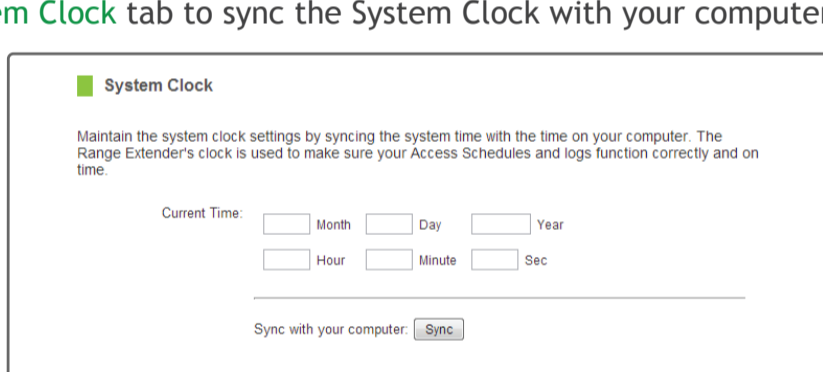 em Clock tab to sync the System Clock with your computer
System Clock
Maintain the system clock settings by syncing the system time with the time on your computer. The
Range Extender's clock is used to make sure your Access Schedules and logs function correctly and on
time.
Current Time:
Month Day Year
Hour Minute Sec
Sync with your computer: Sync